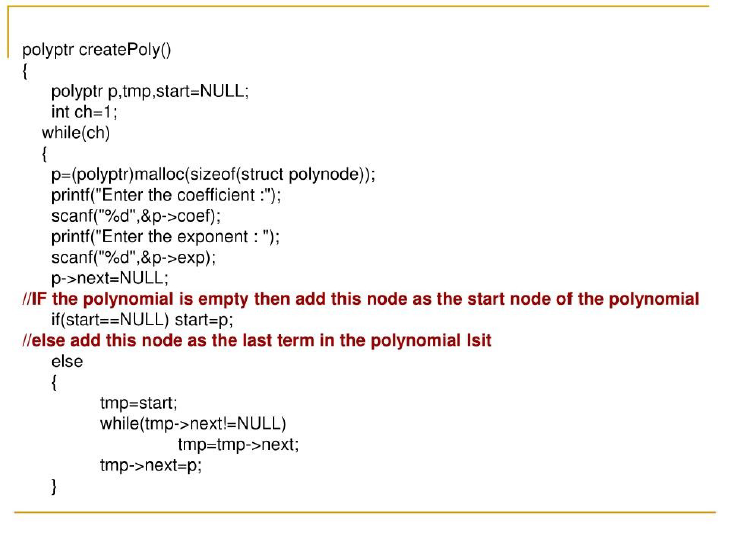 polyptr createPoly()
{
polyptr p,tmp,start=NULL;
int ch=1;
while(ch)
{
p=(polyptr)malloc(sizeof(struct polynode));
printf("Enter the coefficient :");
scanf("%d",&p->coef);
printf("Enter the exponent : ");
scanf("%d",&p->exp);
p->next=NULL;
//IF the polynomial is empty then add this node as the start node of the polynomial
if(start==NULL) start=p;
//else add this node as the last term in the polynomial lsit
else
{
tmp=start;
while(tmp->next!=NULL)
tmp=tmp->next;
tmp->next=p;
}